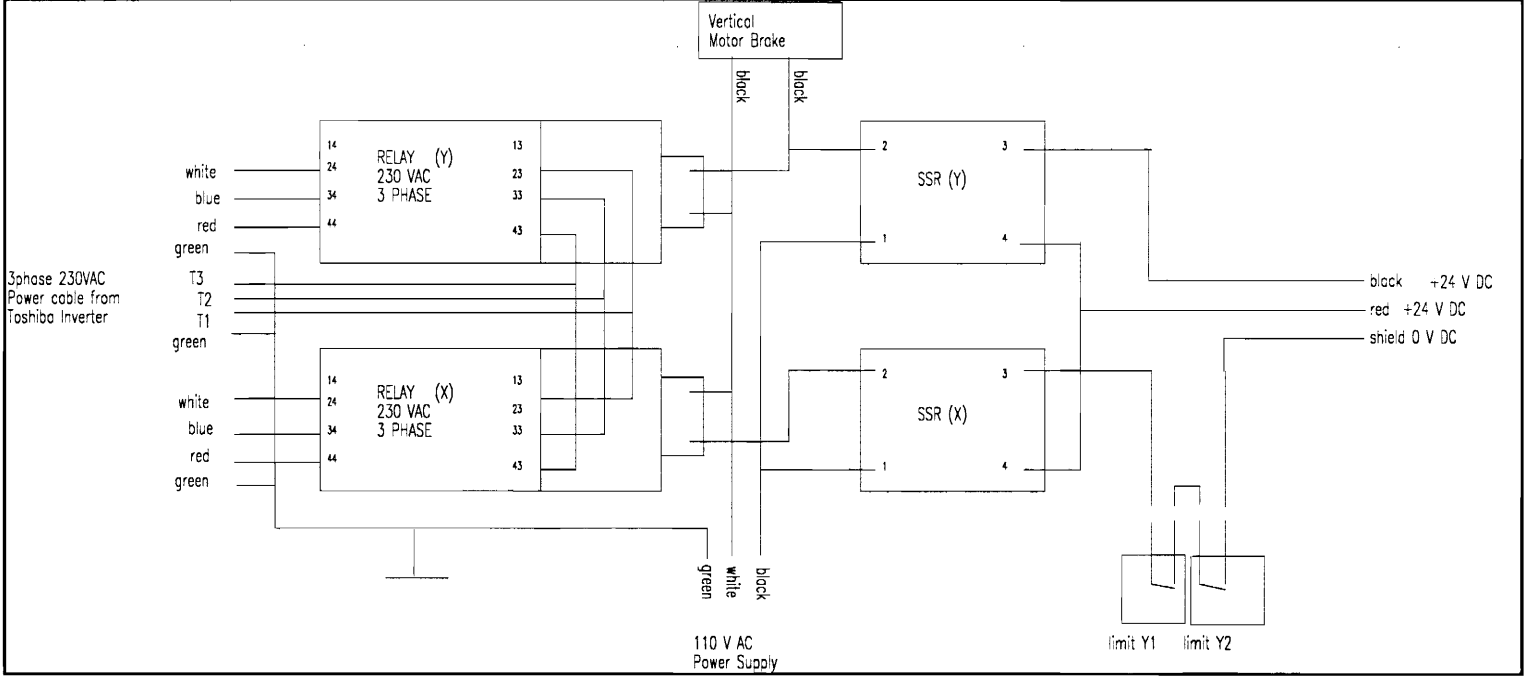 Vertical
Motor Brake
black
black
14
24
34
44
RELAY (Y)
230 VAC
3 PHASE
13
23
33
43
2
1
SSR (Y)
3
4
white
blue
red
green
3phase 230VAC
Power cable from
Toshiba Inverter
T3
T2
T1
green
black +24 V DC
red +24 V DC
shield 0 V DC
14
24
34
44
RELAY (X)
230 VAC
3 PHASE
13
23
33
43
2
1
SSR (X)
3
4
white
blue
red
green
green
white
black
110 V AC
Power Supply
limit Y1
limit Y2